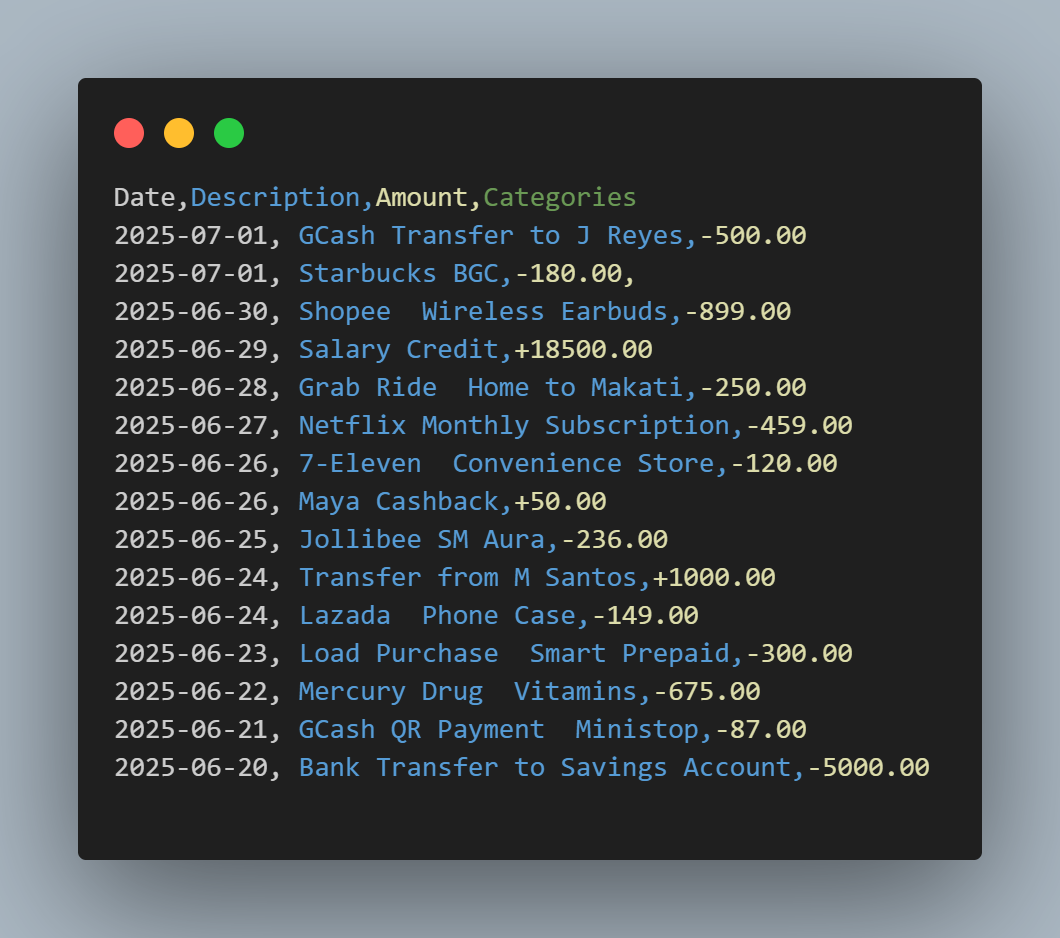 Date,Description,Amount,Categories
2025-07-01, GCash Transfer to J Reyes,-500.00
2025-07-01, Starbucks BGC,-180.00,
2025-06-30, Shopee  Wireless Earbuds,-899.00
2025-06-29, Salary Credit,+18500.00
2025-06-28, Grab Ride  Home to Makati,-250.00
2025-06-27, Netflix Monthly Subscription,-459.00
2025-06-26, 7-Eleven  Convenience Store,-120.00
2025-06-26, Maya Cashback,+50.00
2025-06-25, Jollibee SM Aura,-236.00
2025-06-24, Transfer from M Santos,+1000.00
2025-06-24, Lazada  Phone Case,-149.00
2025-06-23, Load Purchase  Smart Prepaid,-300.00
2025-06-22, Mercury Drug  Vitamins,-675.00
2025-06-21, GCash QR Payment  Ministop,-87.00
2025-06-20, Bank Transfer to Savings Account,-5000.00